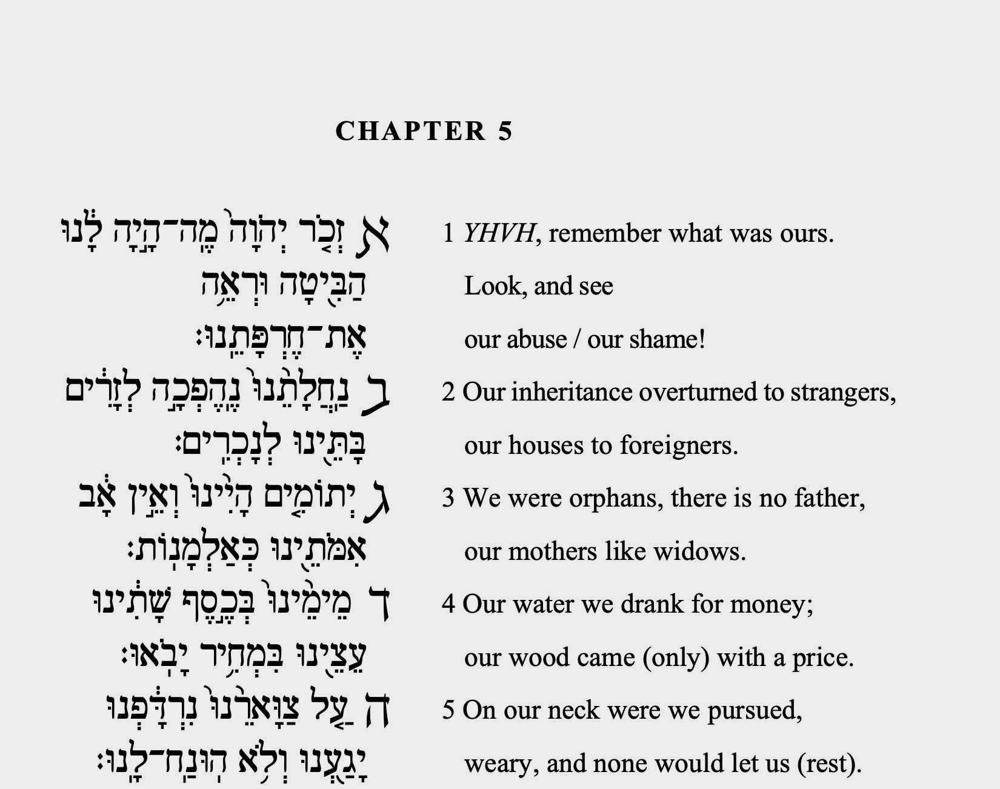 CHAPTER 5
א זְכֹ֤ר יְהֹוָה֙ מֶֽה־הָ֣יָה לָ֔נוּ
1 YHVH, remember what was ours.
הַבִּ֖יטָה וּרְאֵ֥ה
Look, and see
אֶת־חֶרְפָּתֵֽנוּ׃
our abuse / our shame!
ב נַֽחֲלָתֵ֙נוּ֙ נֶֽהֶפְכָ֣ה לְזָרִ֔ים
2 Our inheritance overturned to strangers,
בָּתֵּ֖ינוּ לְנָכְרִֽים׃
our houses to foreigners.
ג יְתוֹמִ֤ים הָיִ֙ינוּ֙ וְאֵ֣ין אָ֔ב
3 We were orphans, there is no father,
אִמֹּתֵ֖ינוּ כְּאַלְמָנֽוֹת׃
our mothers like widows.
ד מֵימֵ֙ינוּ֙ בְּכֶ֣סֶף שָׁתִ֔ינוּ
4 Our water we drank for money;
עֵצֵ֖ינוּ בִּמְחִ֥יר יָבֹֽאוּ׃
our wood came (only) with a price.
ה עַ֤ל צַוָּארֵ֙נוּ֙ נִרְדָּ֔פְנוּ
5 On our neck were we pursued,
יָגַ֖עְנוּ וְלֹ֥א הֽוּנַֽח־לָֽנוּ׃
weary, and none would let us (rest).